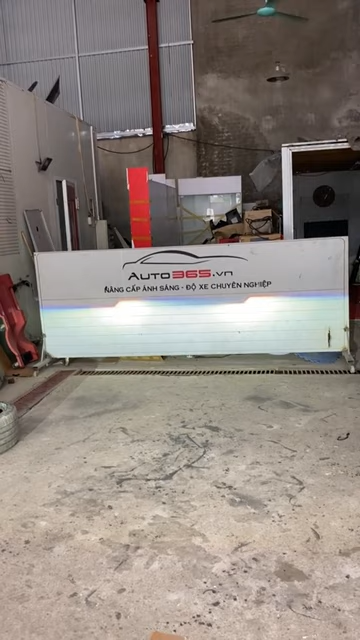 AUTO365.vn
NÂNG CẤP ÁNH SÁNG - ĐỘ XE CHUYÊN NGHIỆP